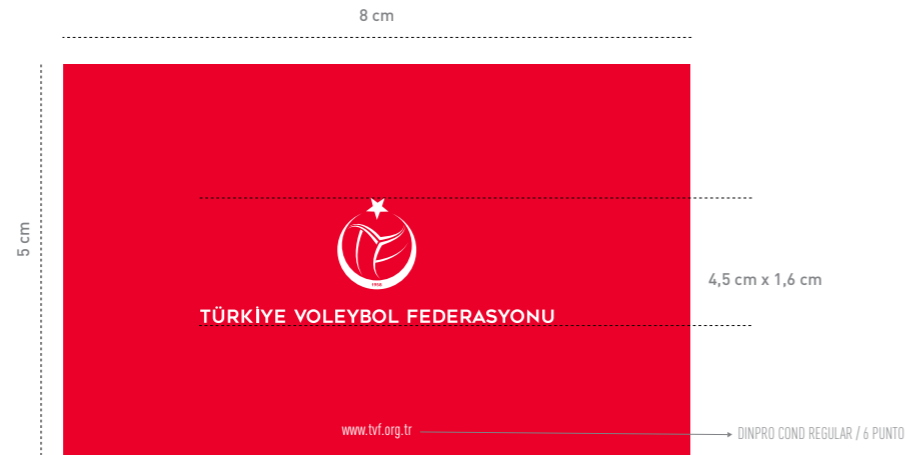 8 cm
5 cm
1958
4,5 cm x 1,6 cm
TÜRKİYE VOLEYBOL FEDERASYONU
www.tvf.org.tr
DINPRO COND REGULAR / 6 PUNTO